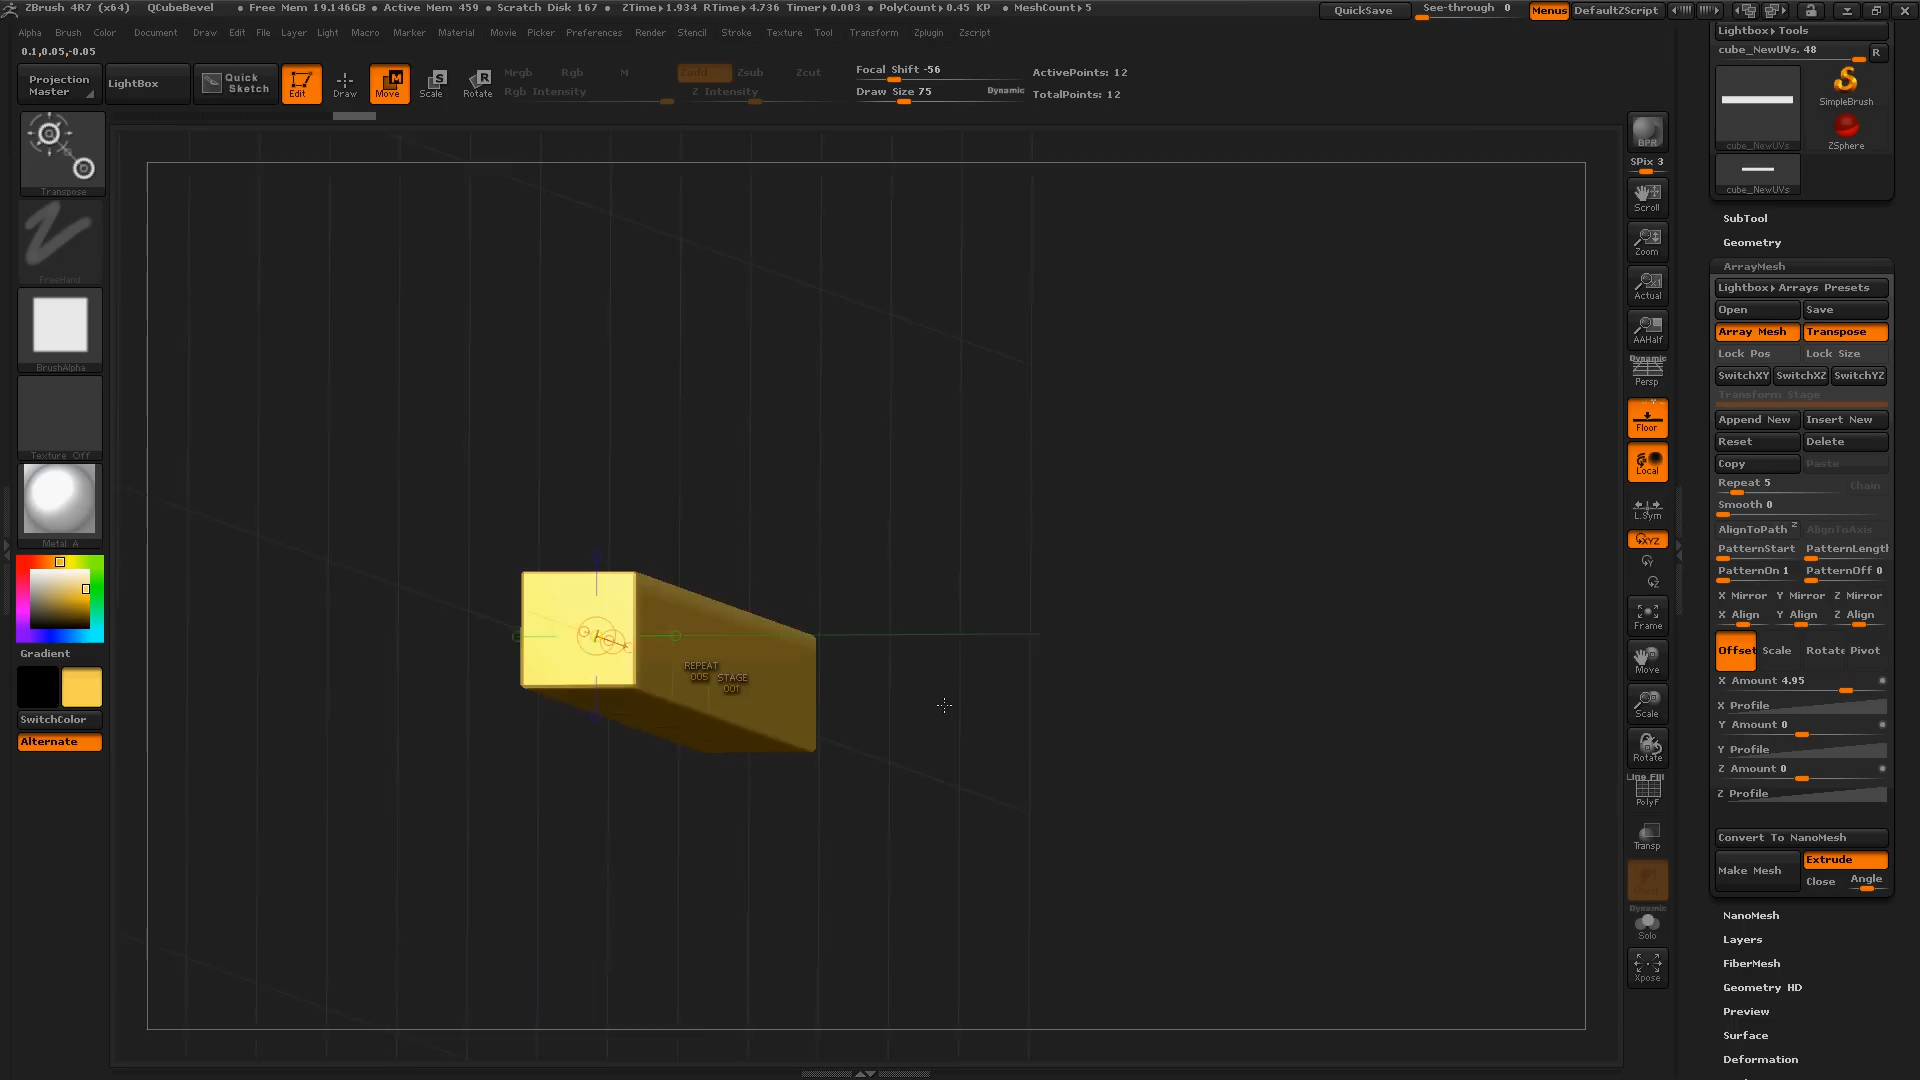 ZBrush 4R7 (x64) QCubeBevel ● Free Mem 19.146GB ● Active Mem 459 ● Scratch Disk 167 ● ZTime▸1.934 RTime▸4.736 Timer▸0.003 ● PolyCount▸0.45 KP ● MeshCount▸5
QuickSave
See-through 0
Menus
DefaultZScript
Alpha Brush Color Document Draw Edit File Layer Light Macro Marker Material Movie Picker Preferences Render Stencil Stroke Texture Tool Transform Zplugin Zscript
0.1,0.05,-0.05
Projection Master
LightBox
Quick Sketch
Edit
Draw
Move
Scale
Rotate
Mrgb Rgb M
Rgb Intensity
Zadd Zsub Zcut
Z Intensity
Focal Shift -56
Draw Size 75
Dynamic
ActivePoints: 12
TotalPoints: 12
Transpose
FreeHand
BrushAlpha
Texture Off
Metal A
Gradient
SwitchColor
Alternate
REPEAT
005
STAGE
001
BPR
SPix 3
Scroll
Zoom
Actual
AAHalf
Dynamic
Persp
Floor
Local
L.Sym
XYZ
Frame
Move
Scale
Rotate
Line Fill
PolyF
Transp
Ghost
Dynamic
Solo
Xpose
Lightbox▸Tools
cube_NewUVs. 48
R
SimpleBrush
cube_NewUVs
ZSphere
cube_NewUVs
SubTool
Geometry
ArrayMesh
Lightbox▸Arrays Presets
Open Save
Array Mesh Transpose
Lock Pos Lock Size
SwitchXY SwitchXZ SwitchYZ
Transform Stage
Append New Insert New
Reset Delete
Copy Paste
Repeat 5 Chain
Smooth 0
AlignToPath AlignToAxis
PatternStart PatternLength
PatternOn 1 PatternOff 0
X Mirror Y Mirror Z Mirror
X Align Y Align Z Align
Offset Scale Rotate Pivot
X Amount 4.95
X Profile
Y Amount 0
Y Profile
Z Amount 0
Z Profile
Convert To NanoMesh
Make Mesh
Extrude
Close Angle
NanoMesh
Layers
FiberMesh
Geometry HD
Preview
Surface
Deformation